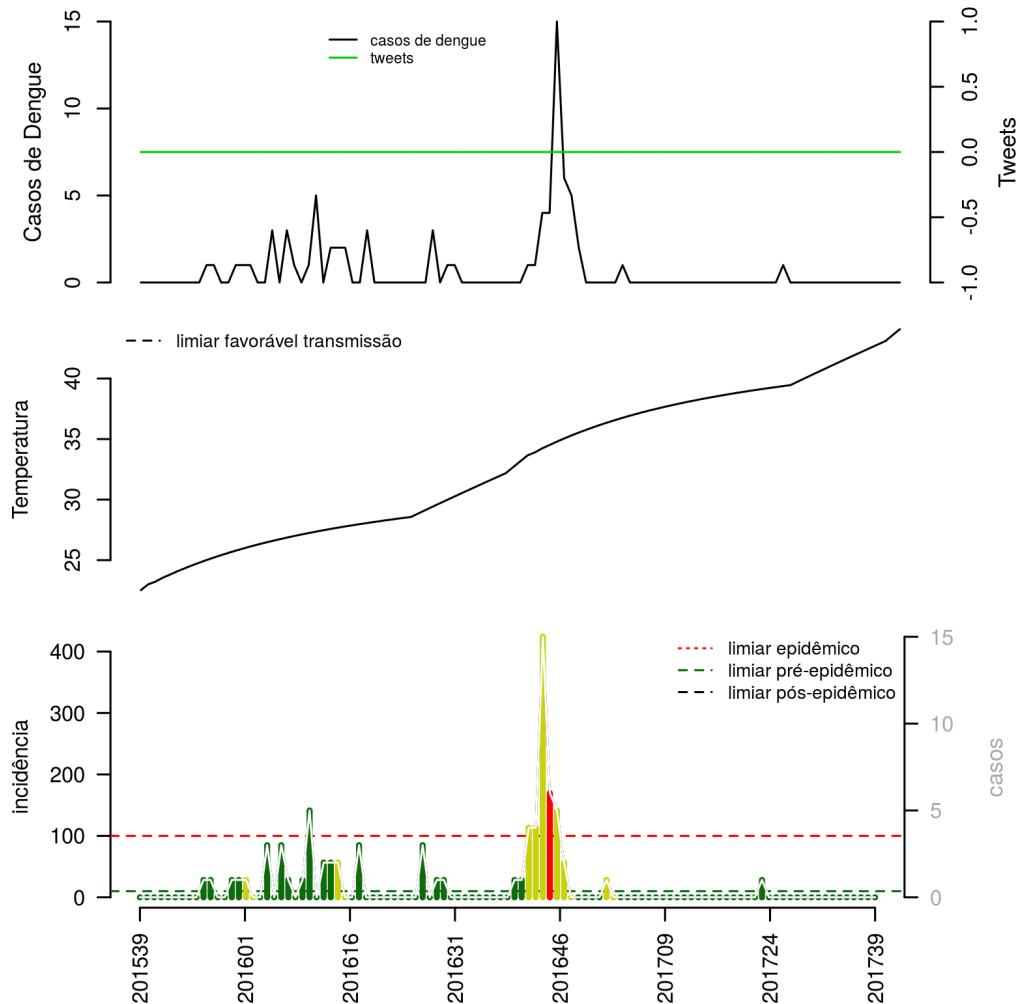 casos de dengue
tweets
Casos de Dengue
15
10
5
0
1.0
0.5
0.0
-0.5
-1.0
Tweets
limiar favorável transmissão
Temperatura
40
35
30
25
limiar epidêmico
limiar pré-epidêmico
limiar pós-epidêmico
incidência
400
300
200
100
0
15
10
5
0
casos
201539
201601
201616
201631
201646
201709
201724
201739